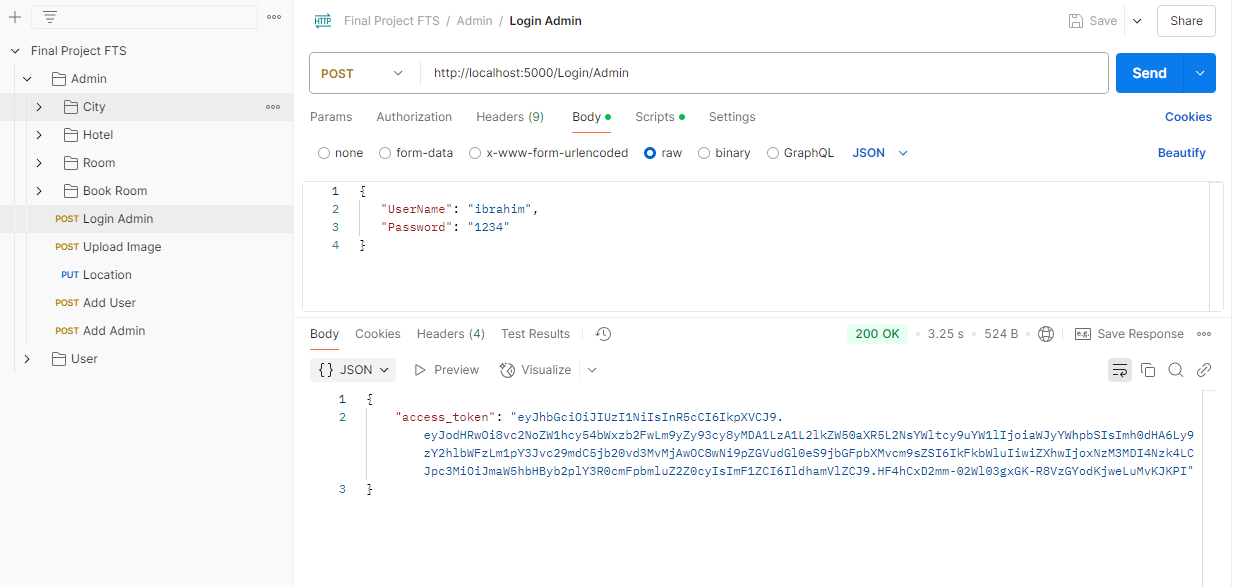 Final Project FTS
Admin
City
Hotel
Room
Book Room
POST Login Admin
POST Upload Image
PUT Location
POST Add User
POST Add Admin
User
HTTP Final Project FTS / Admin / Login Admin
Save
Share
POST http://localhost:5000/Login/Admin
Send
Params Authorization Headers (9) Body Scripts Settings
Cookies
none form-data x-www-form-urlencoded raw binary GraphQL JSON
Beautify
1 {
2 "UserName": "ibrahim",
3 "Password": "1234"
4 }
Body Cookies Headers (4) Test Results
200 OK • 3.25 s • 524 B
e.g. Save Response
{} JSON Preview Visualize
1 {
2 "access_token": "eyJhbGciOiJIUzI1NiIsInR5cCI6IkpXVCJ9.
eyJodHRwOi8vc2NoZW1hcy54bWxzb2FwLm9yZy93cy8yMDA1LzA1L2lkZW50aXR5L2NsYWltcy9uYW1lIjoiaWJyYWhpbSIsImh0dHA6Ly9
zY2hlbWFzLm1pY3Jvc29mdC5jb20vd3MvMjAwOC8wNi9pZGVudGl0eS9jbGFpbXMvcm9sZSI6IkFkbWluIiwiZXhwIjoxNzM3MDI4Nzk4LC
Jpc3MiOiJmaW5hbHByb2plY3R0cmFpbmluZ2Z0cyIsImF1ZCI6IldhamVlZCJ9.HF4hCxD2mm-02Wl03gxGK-R8VzGYodKjweLuMvKJKPI"
3 }